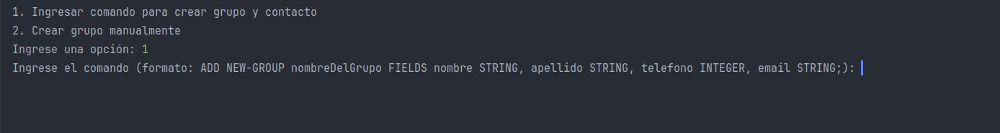 1. Ingresar comando para crear grupo y contacto
2. Crear grupo manualmente
Ingrese una opción: 1
Ingrese el comando (formato: ADD NEW-GROUP nombreDelGrupo FIELDS nombre STRING, apellido STRING, telefono INTEGER, email STRING;):